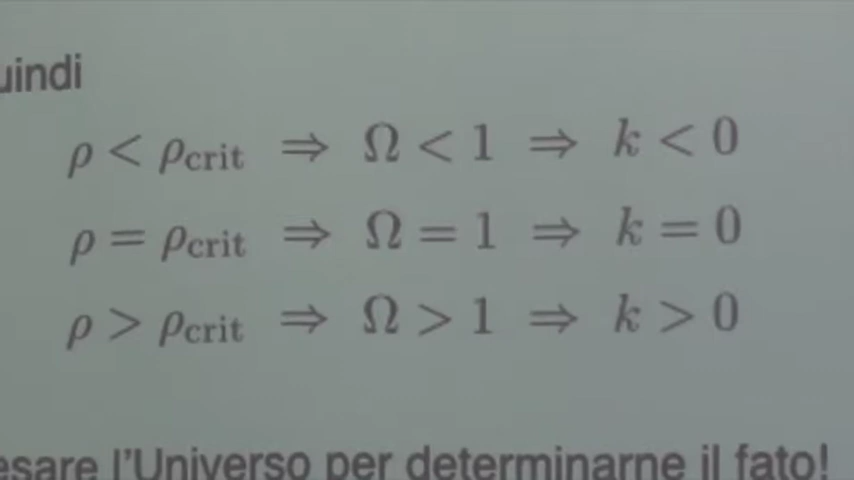 uindi
ρ < ρcrit ⇒ Ω < 1 ⇒ k < 0
ρ = ρcrit ⇒ Ω = 1 ⇒ k = 0
ρ > ρcrit ⇒ Ω > 1 ⇒ k > 0
esare l'Universo per determinarne il fato!